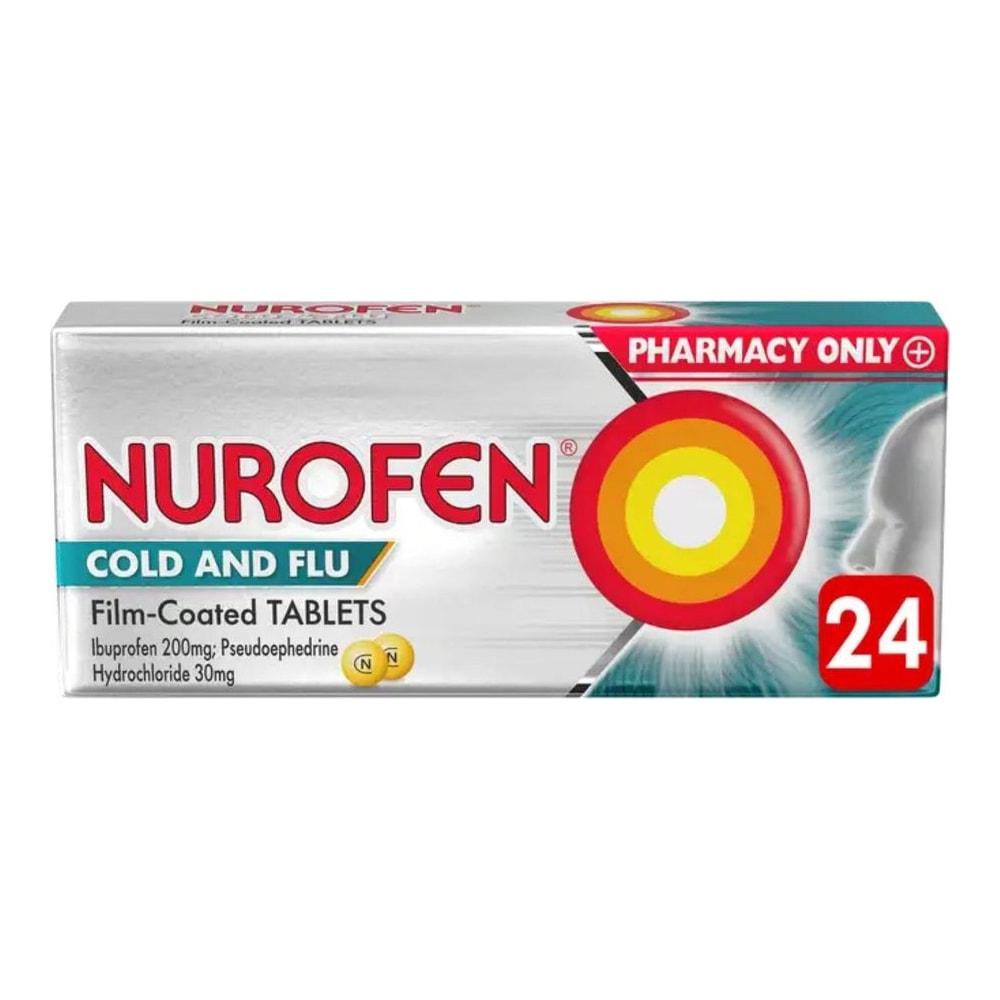 NUROFEN
Film-Coated TABLETS
PHARMACY ONLY
NUROFEN®
COLD AND FLU
Film-Coated TABLETS
Ibuprofen 200mg; Pseudoephedrine
Hydrochloride 30mg
N N
24